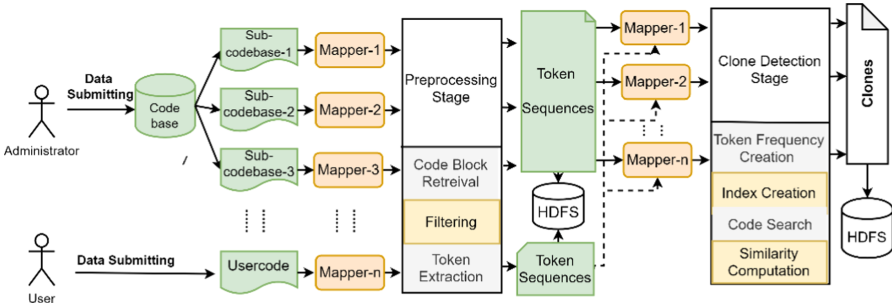 Data
Submitting
Administrator
Code
base
/
Sub-
codebase-1
Sub-
codebase-2
Sub-
codebase-3
Mapper-1
Mapper-2
Mapper-3
Data Submitting
User
Usercode
Mapper-n
Preprocessing
Stage
Code Block
Retreival
Filtering
Token
Extraction
Token
Sequences
HDFS
Token
Sequences
Mapper-1
Mapper-2
Mapper-n
Clone Detection
Stage
Token Frequency
Creation
Index Creation
Code Search
Similarity
Computation
Clones
HDFS